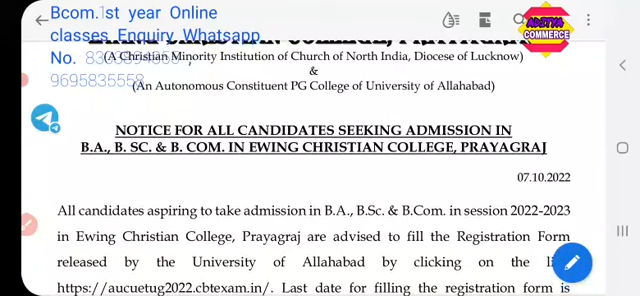 Bcom.1st year Online
classes Enquiry Whatsapp
No.
9695835558
ADITYA
COMMERCE
PRAYAGRAJ
(A Christian Minority Institution of Church of North India, Diocese of Lucknow)
&
(An Autonomous Constituent PG College of University of Allahabad)
NOTICE FOR ALL CANDIDATES SEEKING ADMISSION IN
B.A., B. SC. & B. COM. IN EWING CHRISTIAN COLLEGE, PRAYAGRAJ
07.10.2022
All candidates aspiring to take admission in B.A., B.Sc. & B.Com. in session 2022-2023
in Ewing Christian College, Prayagraj are advised to fill the Registration Form
released by the University of Allahabad by clicking on the
https://aucuetug2022.cbtexam.in/. Last date for filling the registration form is